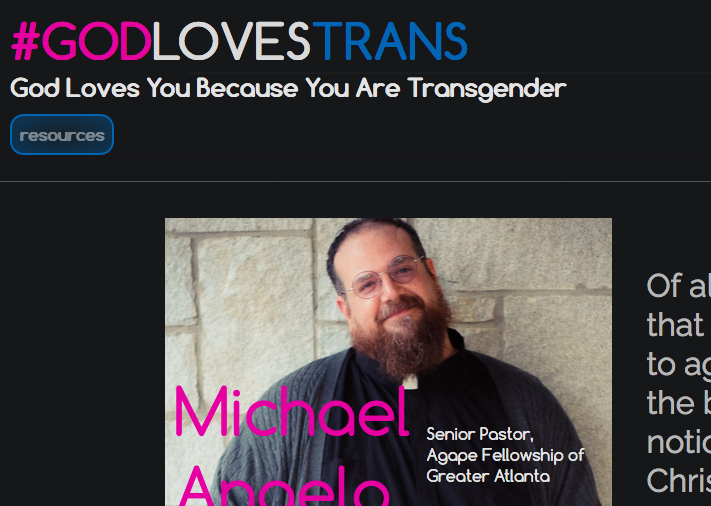 #GODLOVESTRANS
God Loves You Because You Are Transgender
resources
Michael
Angelo
Senior Pastor,
Agape Fellowship of
Greater Atlanta
Of al
that
to ag
the b
notic
Chris